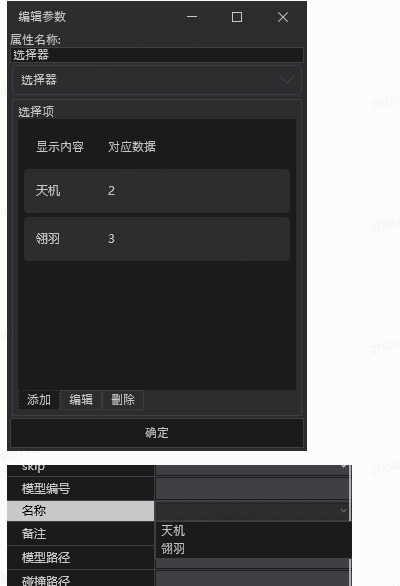 编辑参数
属性名称:
选择器
选择器
选择项
显示内容 对应数据
天机 2
翎羽 3
添加 编辑 删除
确定
skip
模型编号
名称
备注
天机
翎羽
模型路径
碰撞路径